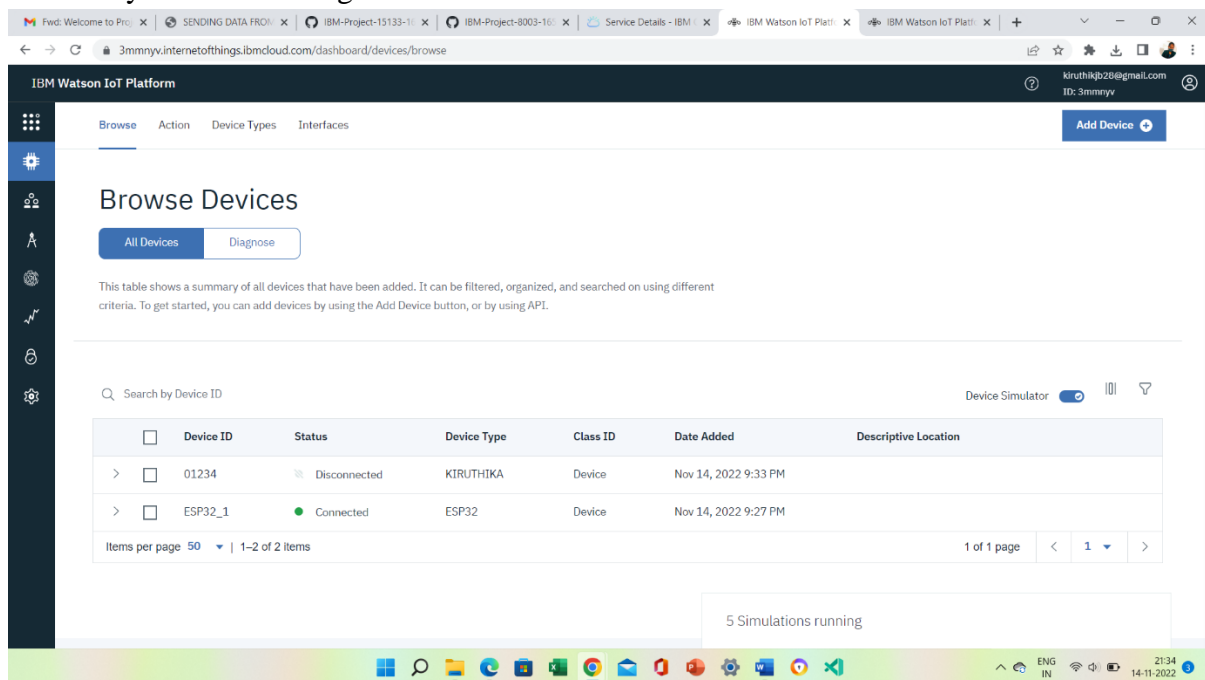 Fwd: Welcome to Proj
SENDING DATA FROM
IBM-Project-15133-16
IBM-Project-8003-165
Service Details - IBM C
IBM Watson IoT Platfo
IBM Watson IoT Platfo
3mmnyv.internetofthings.ibmcloud.com/dashboard/devices/browse
IBM Watson IoT Platform
kiruthikjb28@gmail.com
ID: 3mmnyv
Browse Action Device Types Interfaces
Add Device
Browse Devices
All Devices Diagnose
This table shows a summary of all devices that have been added. It can be filtered, organized, and searched on using different
criteria. To get started, you can add devices by using the Add Device button, or by using API.
Search by Device ID
Device Simulator
Device ID Status Device Type Class ID Date Added Descriptive Location
01234 Disconnected KIRUTHIKA Device Nov 14, 2022 9:33 PM
ESP32_1 Connected ESP32 Device Nov 14, 2022 9:27 PM
Items per page 50 | 1–2 of 2 items
1 of 1 page 1
5 Simulations running
ENG
IN
21:34
14-11-2022
3